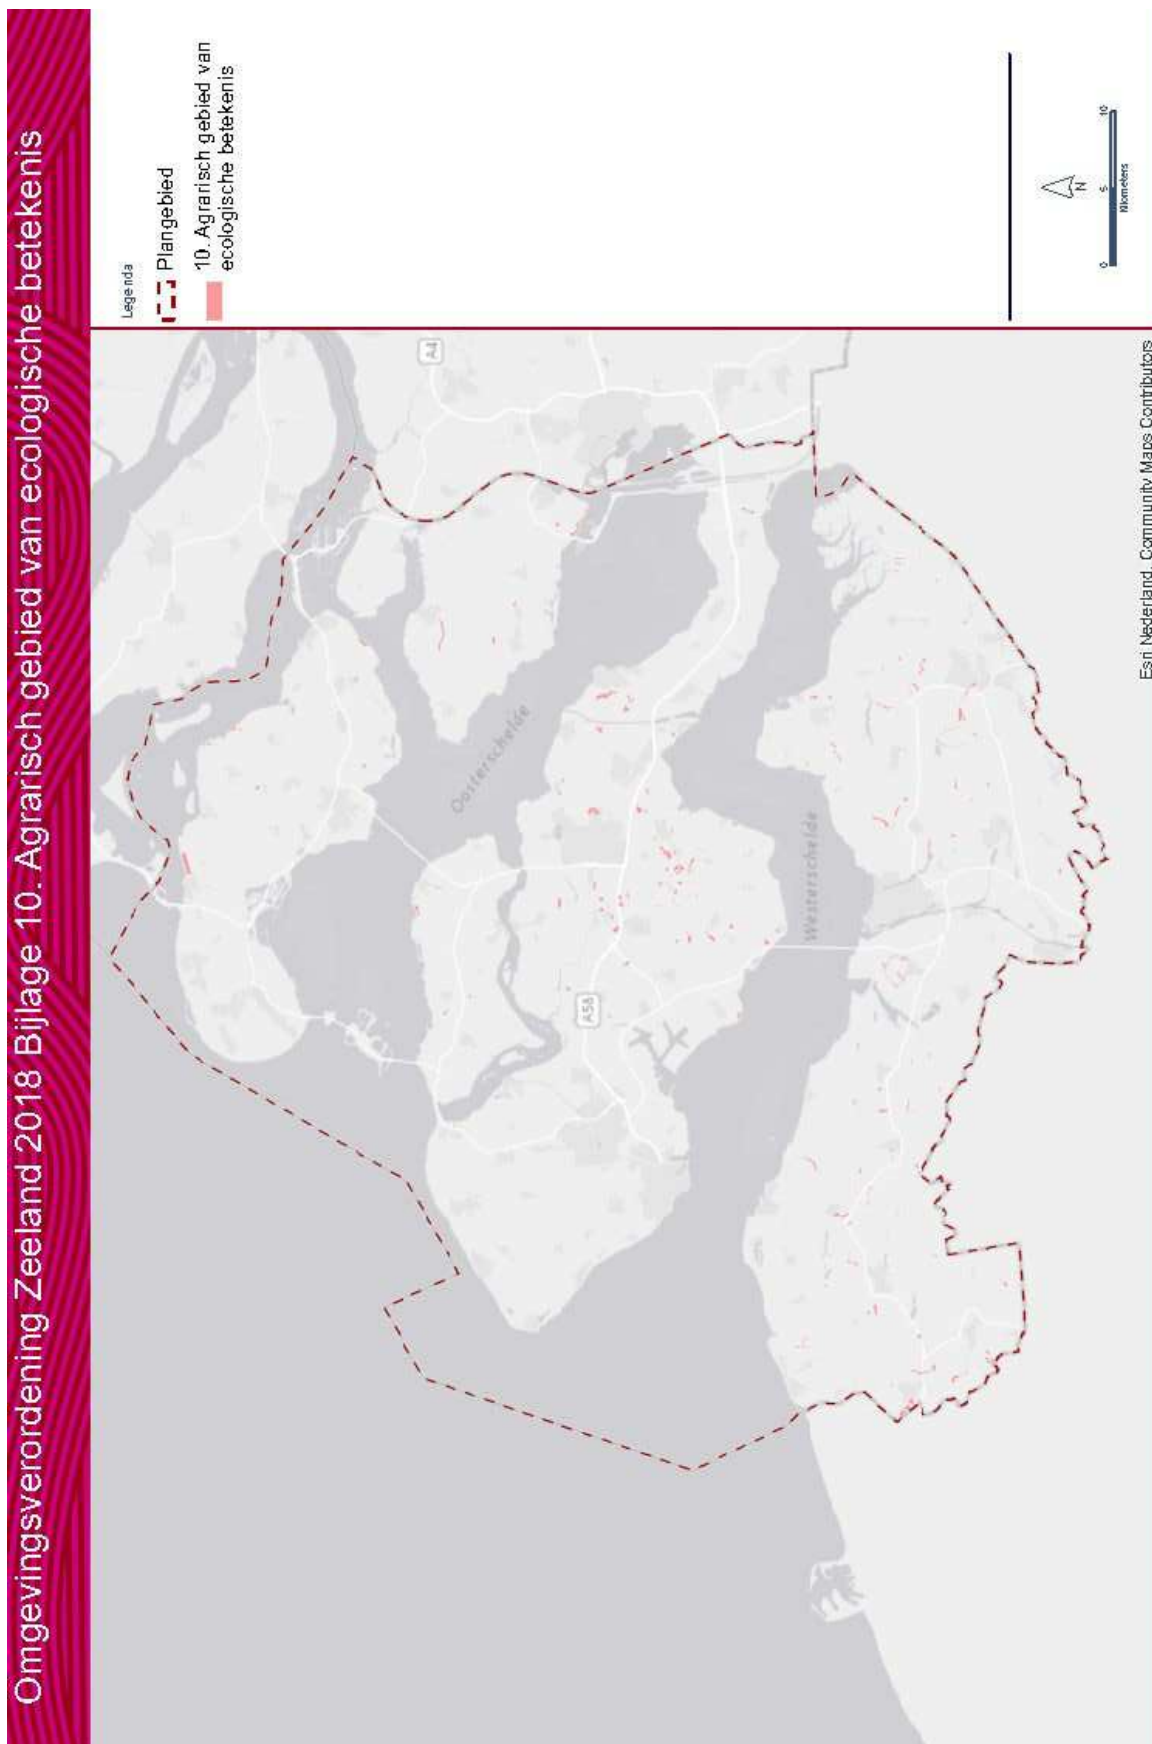 Omgevingsverordening Zeeland 2018 Bijlage 10. Agrarisch gebied van ecologische betekenis
Legenda
Plangebied
10. Agrarisch gebied van
ecologische betekenis
A4
Oosterschelde
A58
Westerschelde
N
0 5 10
Kilometers
Esri Nederland, Community Maps Contributors